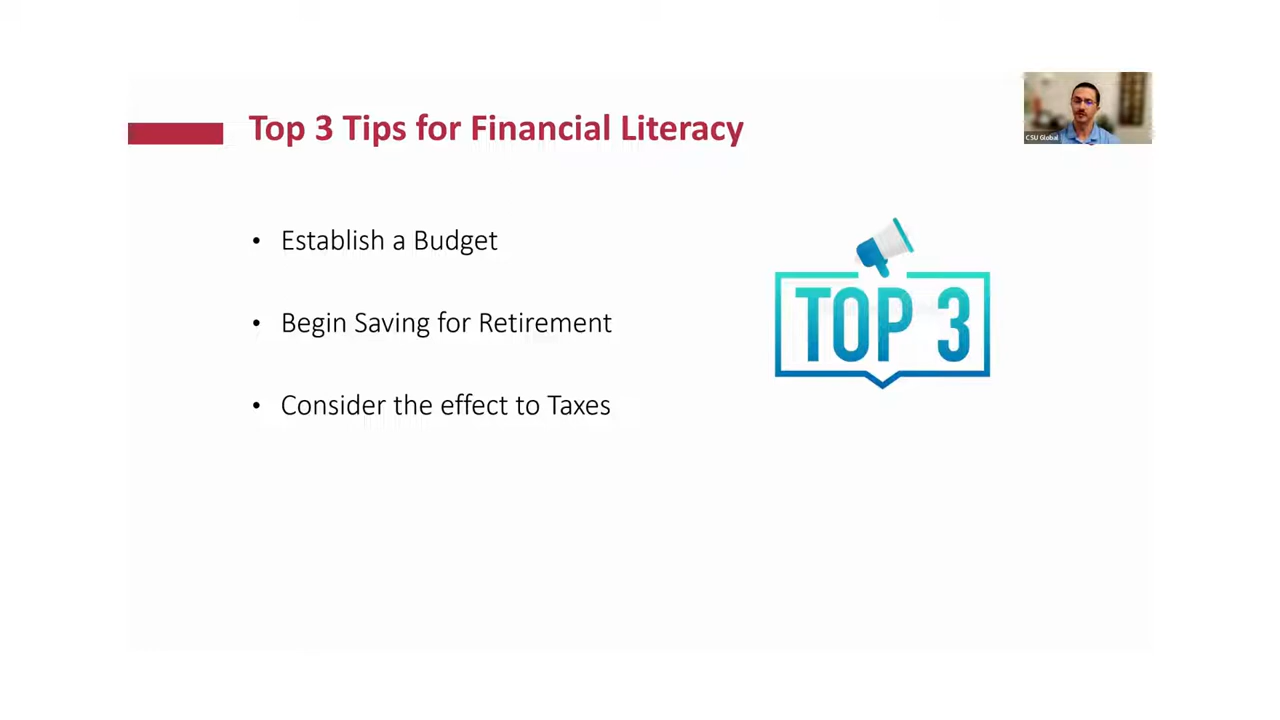 Top 3 Tips for Financial Literacy
CSU Global
• Establish a Budget
• Begin Saving for Retirement
• Consider the effect to Taxes
TOP 3